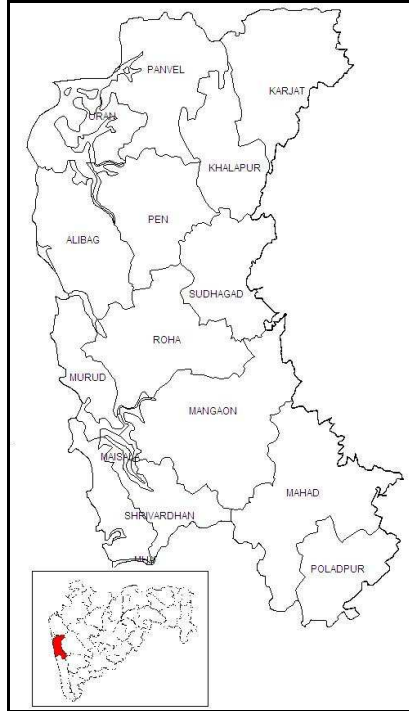 PANVEL
KARJAT
URAN
KHALAPUR
PEN
ALIBAG
SUDHAGAD
ROHA
MURUD
MANGAON
MAHAD
SHRIVARDHAN
POLADPUR